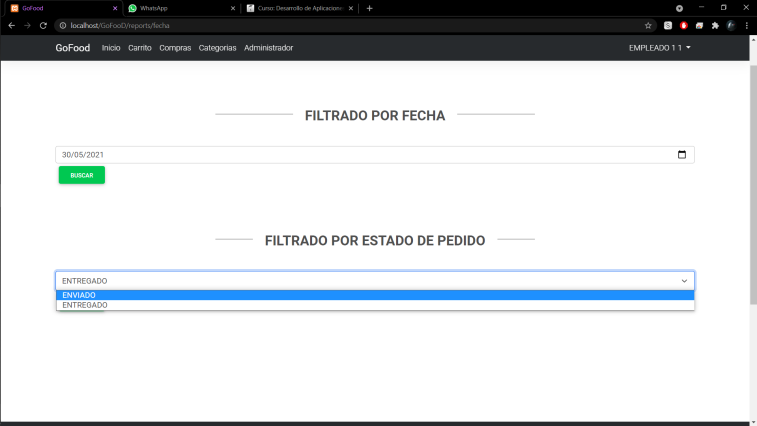 GoFood
WhatsApp
Curso: Desarrollo de Aplicacione
localhost/GoFooD/reports/fecha
GoFood Inicio Carrito Compras Categorias Administrador EMPLEADO 1 1
FILTRADO POR FECHA
30/05/2021
BUSCAR
FILTRADO POR ESTADO DE PEDIDO
ENTREGADO
ENVIADO
ENTREGADO